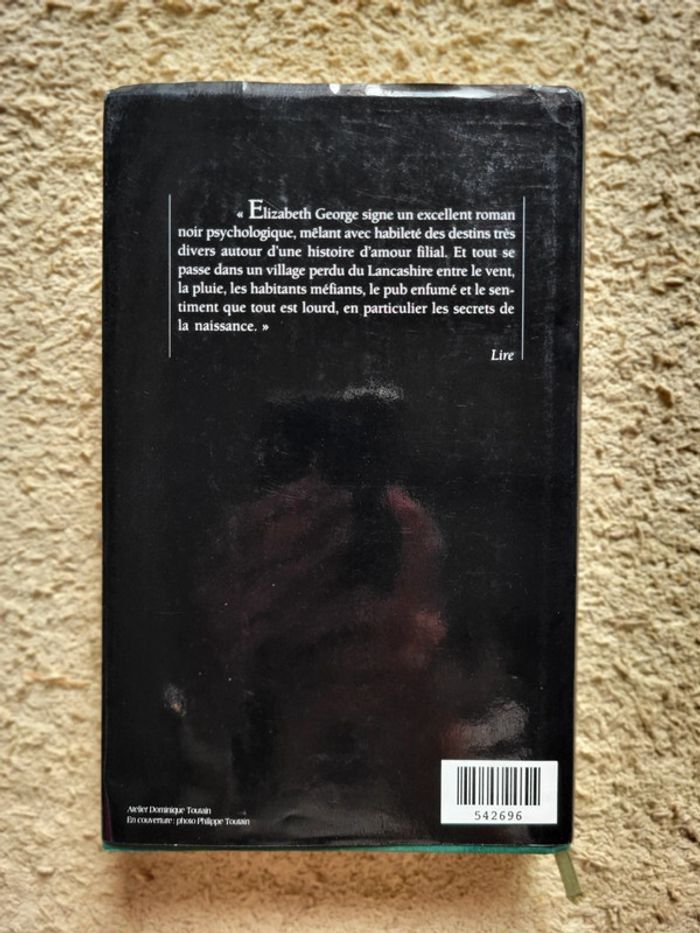 « Elizabeth George signe un excellent roman
noir psychologique, mêlant avec habileté des destins très
divers autour d'une histoire d'amour filial. Et tout se
passe dans un village perdu du Lancashire entre le vent,
la pluie, les habitants méfiants, le pub enfumé et le sen-
timent que tout est lourd, en particulier les secrets de
la naissance. »
Lire
Atelier Dominique Toutain
En couverture : photo Philippe Toutain
542696